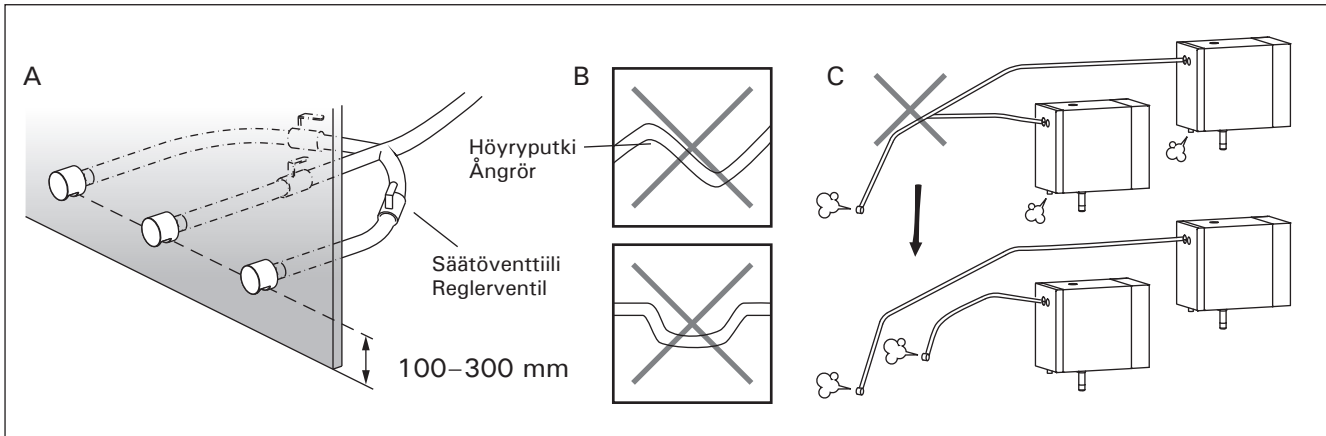 A
Säätöventtiili
Reglerventil
100–300 mm
B
Höyryputki
Ångrör
C